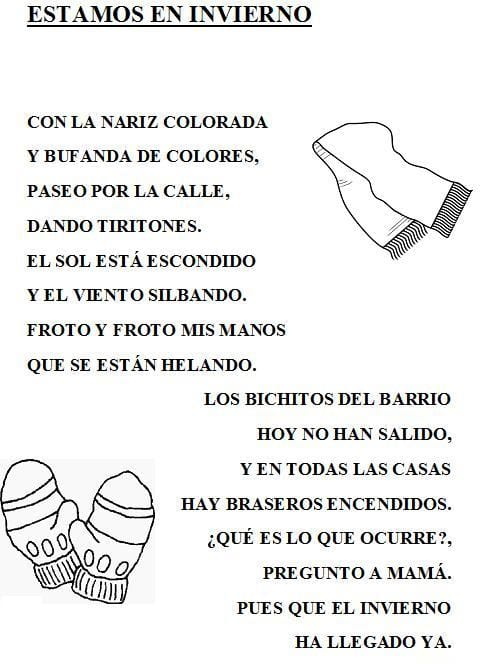 ESTAMOS EN INVIERNO
CON LA NARIZ COLORADA
Y BUFANDA DE COLORES,
PASEO POR LA CALLE,
DANDO TIRITONES.
EL SOL ESTÁ ESCONDIDO
Y EL VIENTO SILBANDO.
FROTO Y FROTO MIS MANOS
QUE SE ESTÁN HELANDO.
LOS BICHITOS DEL BARRIO
HOY NO HAN SALIDO,
Y EN TODAS LAS CASAS
HAY BRASEROS ENCENDIDOS.
¿QUÉ ES LO QUE OCURRE?,
PREGUNTO A MAMÁ.
PUES QUE EL INVIERNO
HA LLEGADO YA.